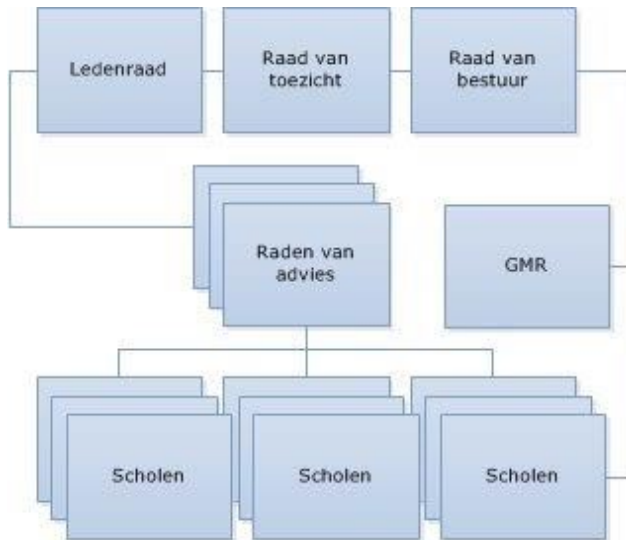 Ledenraad
Raad van
toezicht
Raad van
bestuur
Raden van
advies
GMR
Scholen
Scholen
Scholen